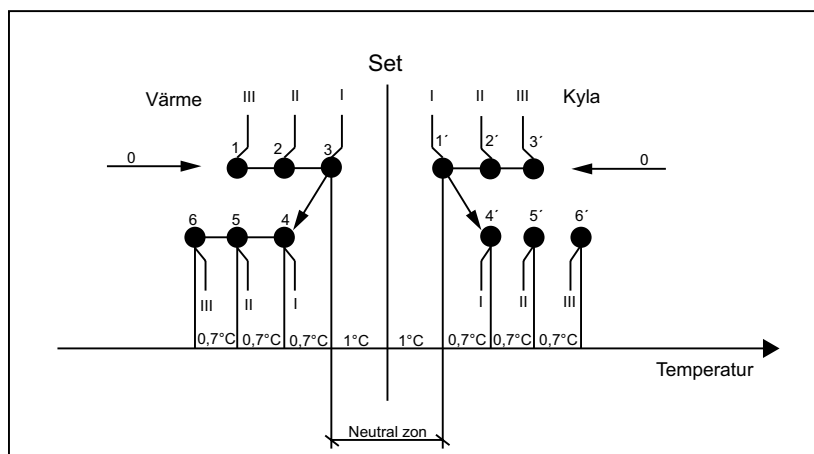 Set
Värme III II I I II III Kyla
0 1 2 3 1´ 2´ 3´ 0
6 5 4 4´ 5´ 6´
III II I I II III
0,7°C 0,7°C 0,7°C 1°C 1°C 0,7°C 0,7°C 0,7°C
Temperatur
Neutral zon